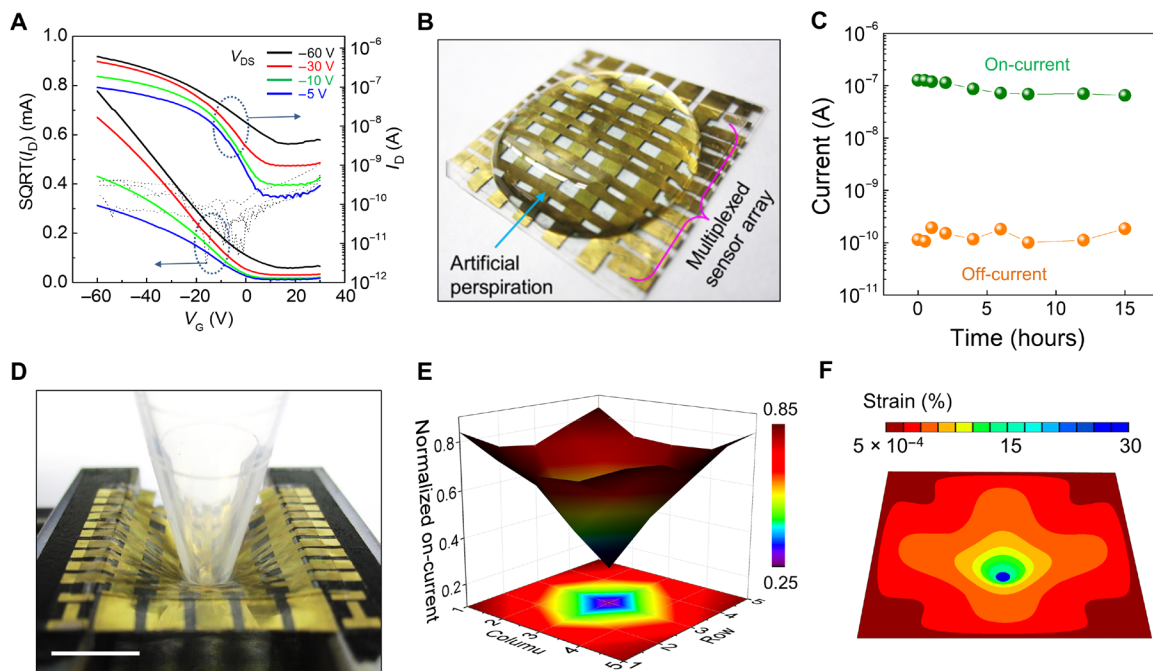 A
SQRT(I_D) (mA)
1.0
0.8
0.6
0.4
0.2
0.0
V_DS
−60 V
−30 V
−10 V
−5 V
10⁻⁶
10⁻⁷
10⁻⁸
10⁻⁹
10⁻¹⁰
10⁻¹¹
10⁻¹²
I_D (A)
−60 −40 −20 0 20 40
V_G (V)
B
Artificial
perspiration
Multiplexed
sensor array
C
Current (A)
10⁻⁶
10⁻⁷
10⁻⁸
10⁻⁹
10⁻¹⁰
10⁻¹¹
On-current
Off-current
0 5 10 15
Time (hours)
D
E
Normalized on-current
0.8
0.6
0.4
0.2
1 2 3 4 5
Columu
1 2 3 4 5
Row
0.85
0.25
F
Strain (%)
5 × 10⁻⁴ 15 30